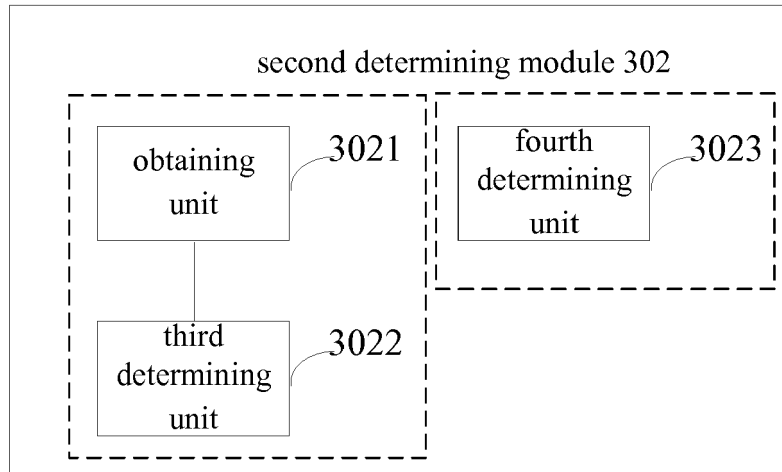 second determining module 302
obtaining
unit
3021
fourth
determining
unit
3023
third
determining
unit
3022